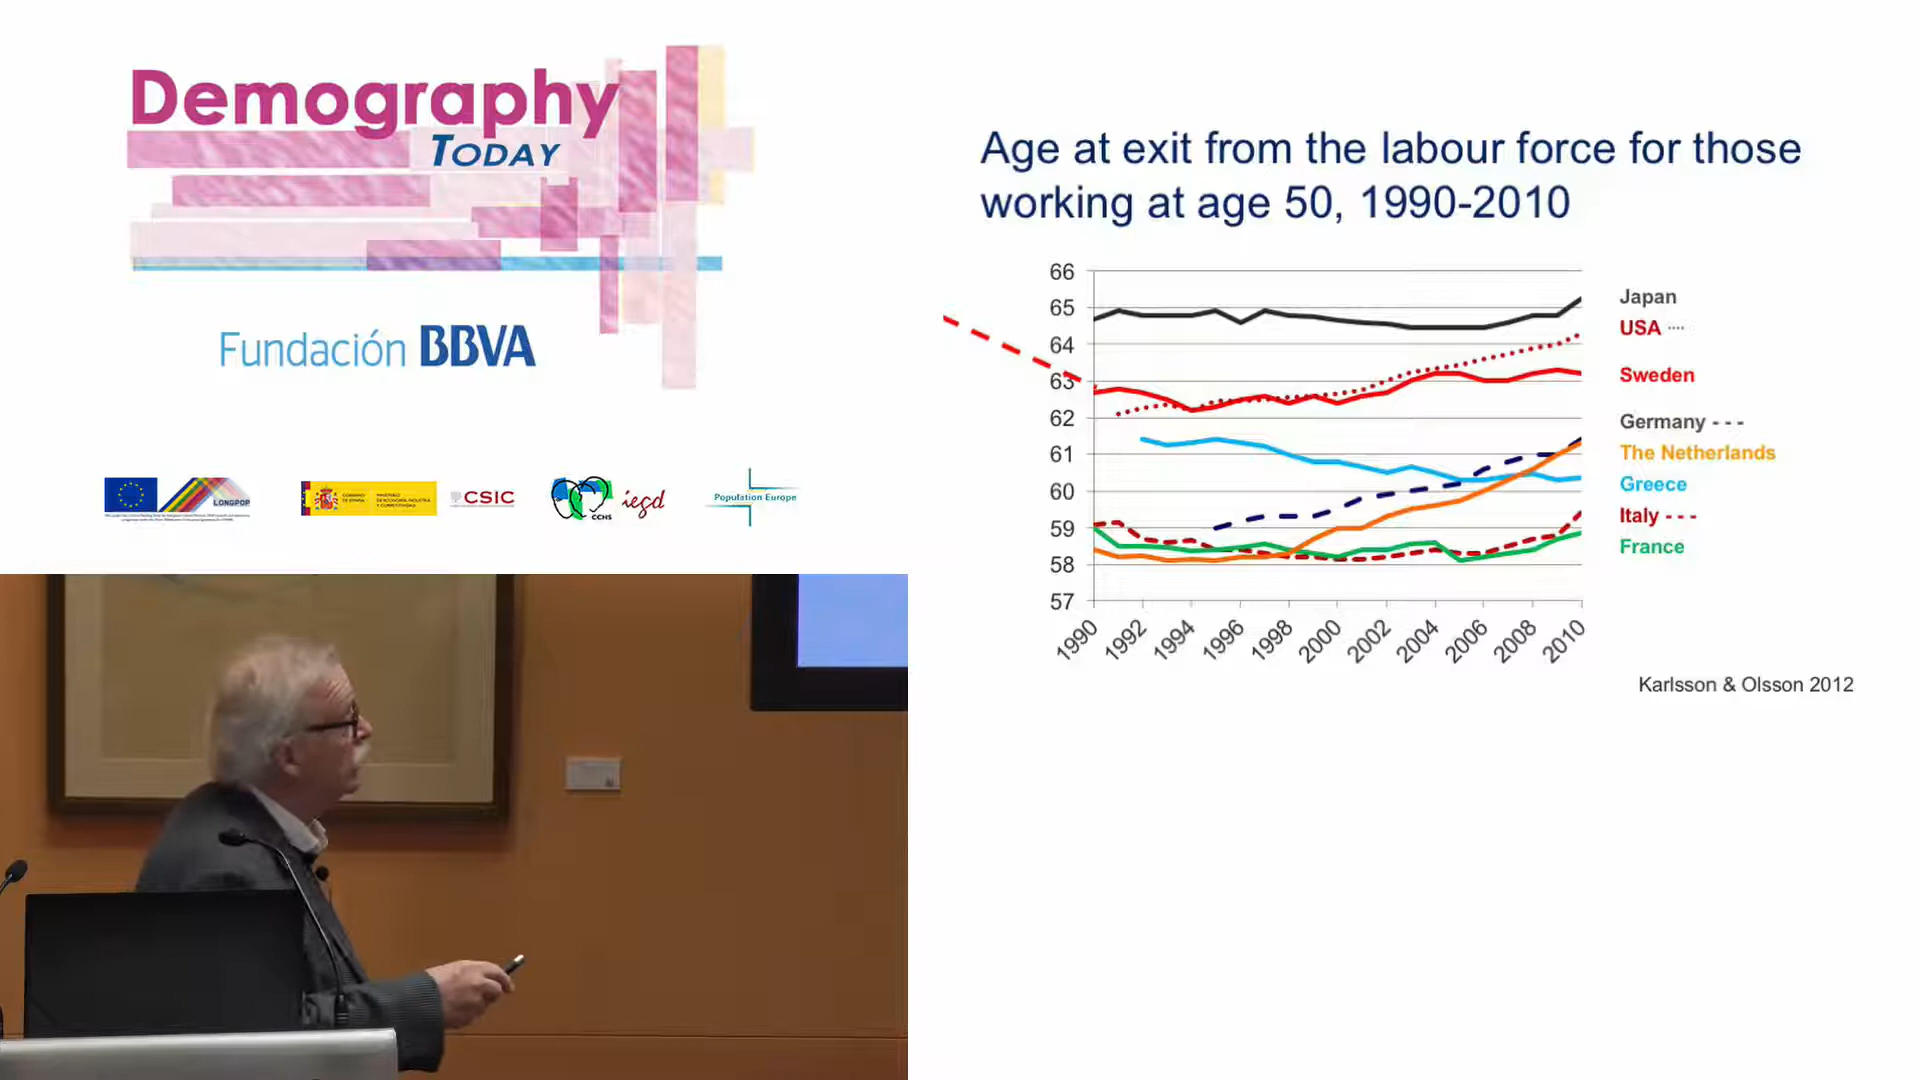 Demography
TODAY
Fundación BBVA
LONGPOP
CSIC
CCHS
iegd
Population Europe
Age at exit from the labour force for those
working at age 50, 1990-2010
66
65
64
63
62
61
60
59
58
57
1990
1992
1994
1996
1998
2000
2002
2004
2006
2008
2010
Japan
USA ····
Sweden
Germany - - -
The Netherlands
Greece
Italy - - -
France
Karlsson & Olsson 2012